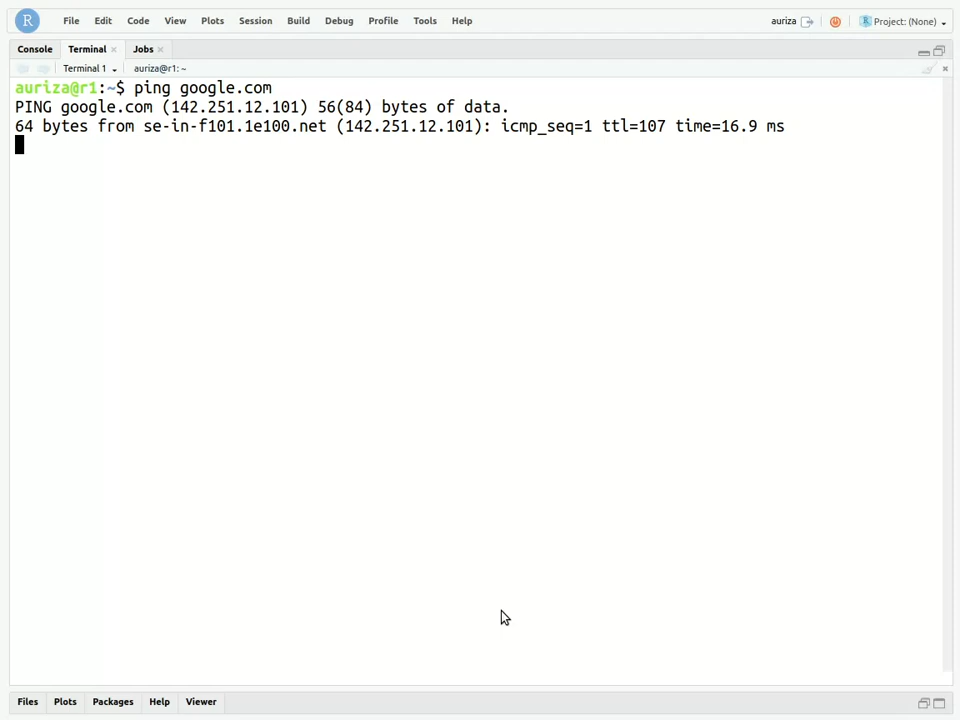 R File Edit Code View Plots Session Build Debug Profile Tools Help auriza R Project: (None)
Console Terminal Jobs
Terminal 1 auriza@r1: ~
auriza@r1:~$ ping google.com
PING google.com (142.251.12.101) 56(84) bytes of data.
64 bytes from se-in-f101.1e100.net (142.251.12.101): icmp_seq=1 ttl=107 time=16.9 ms
Files Plots Packages Help Viewer